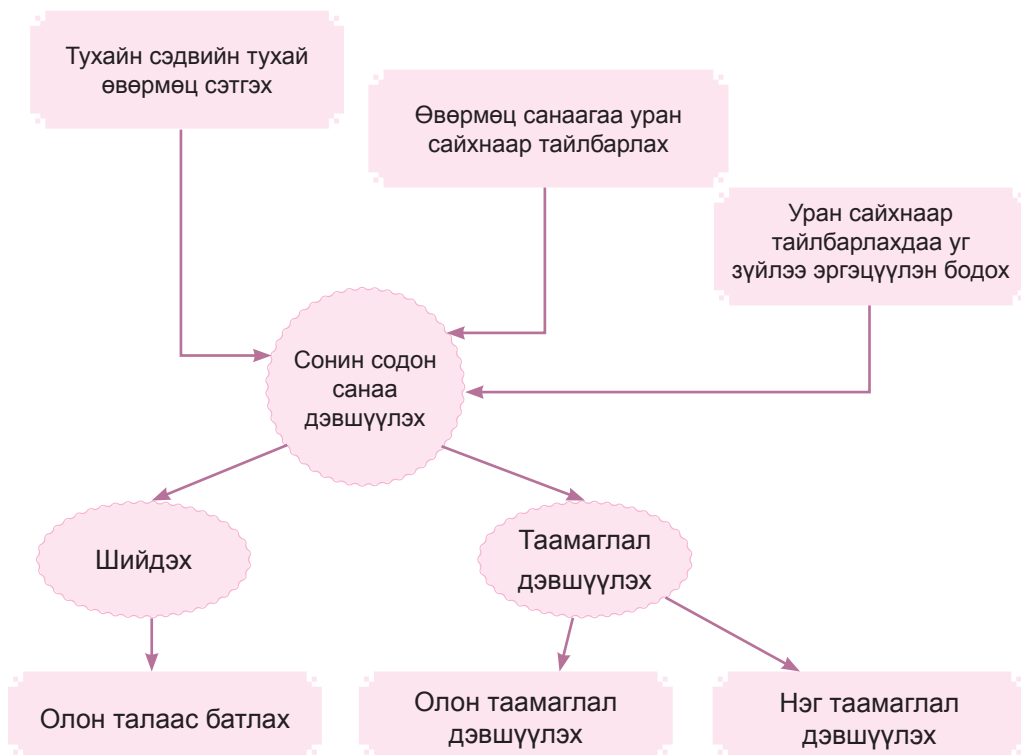 Тухайн сэдвийн тухай
өвөрмөц сэтгэх
Өвөрмөц санаагаа уран
сайхнаар тайлбарлах
Уран сайхнаар
тайлбарлахдаа уг
зүйлээ эргэцүүлэн бодох
Сонин содон
санаа
дэвшүүлэх
Шийдэх
Таамаглал
дэвшүүлэх
Олон талаас батлах
Олон таамаглал
дэвшүүлэх
Нэг таамаглал
дэвшүүлэх